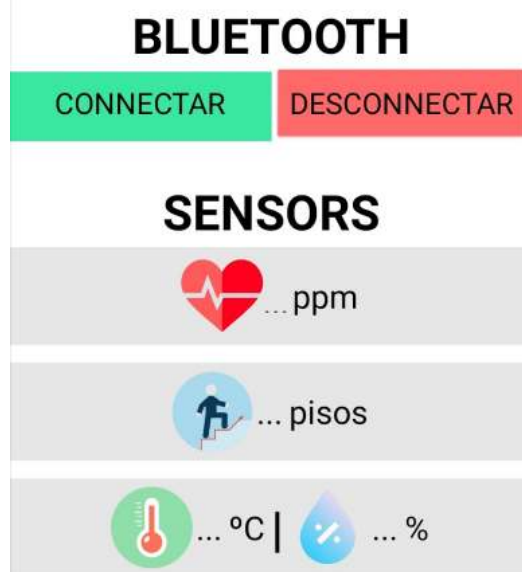 BLUETOOTH
CONNECTAR DESCONNECTAR
SENSORS
... ppm
... pisos
... ºC | % ... %